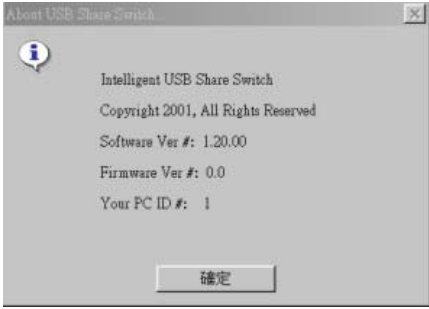 About USB Share Switch...
Intelligent USB Share Switch
Copyright 2001, All Rights Reserved
Software Ver #: 1.20.00
Firmware Ver #: 0.0
Your PC ID #: 1
確定